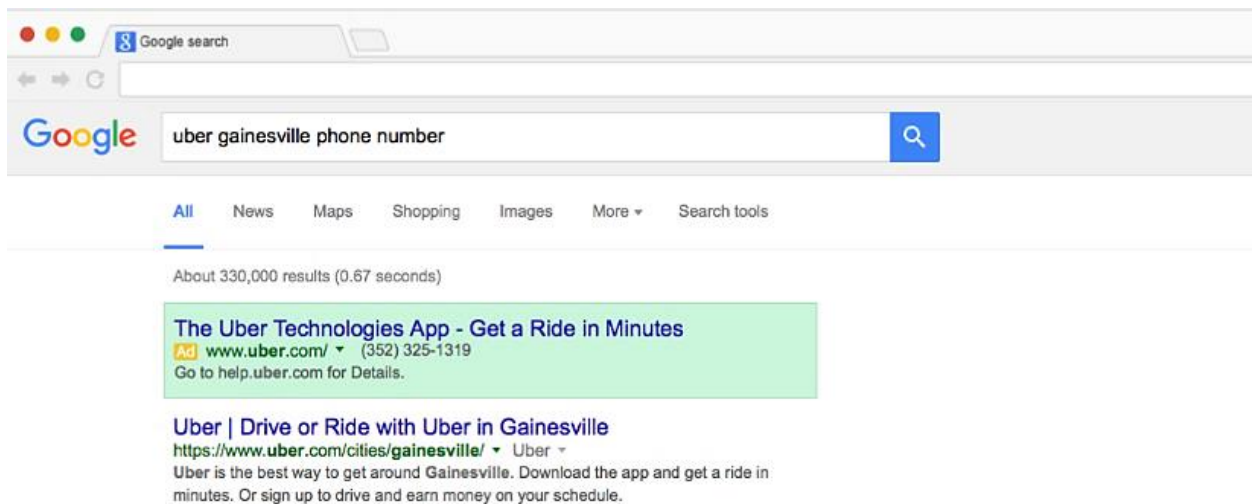 Google search
Google
uber gainesville phone number
All News Maps Shopping Images More Search tools
About 330,000 results (0.67 seconds)
The Uber Technologies App - Get a Ride in Minutes
Ad www.uber.com/ (352) 325-1319
Go to help.uber.com for Details.
Uber | Drive or Ride with Uber in Gainesville
https://www.uber.com/cities/gainesville/ Uber
Uber is the best way to get around Gainesville. Download the app and get a ride in
minutes. Or sign up to drive and earn money on your schedule.